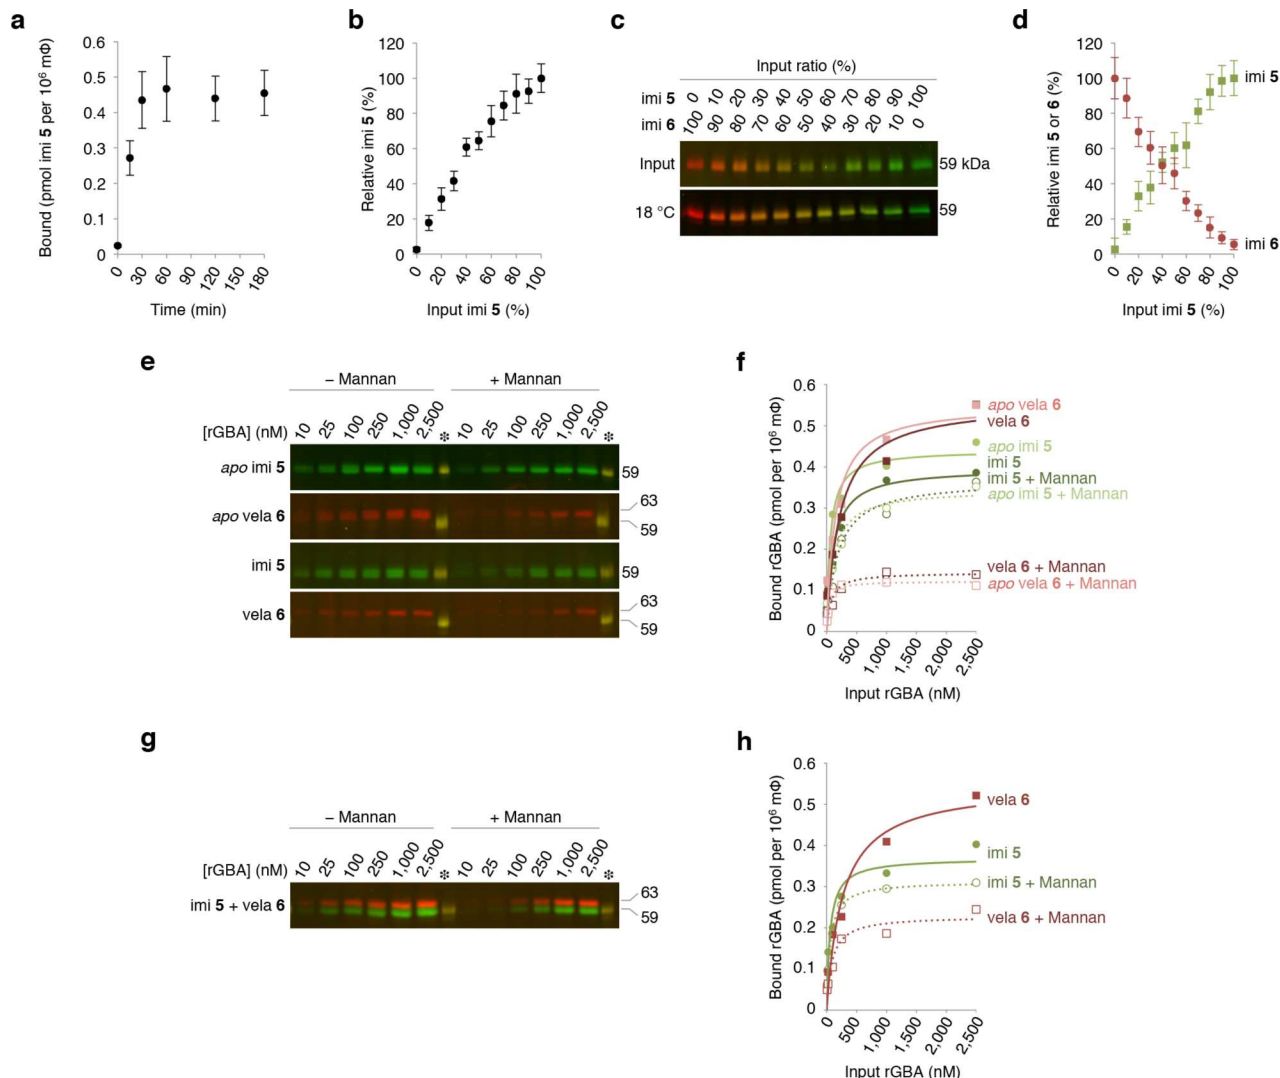 a
Bound (pmol imi 5 per 10⁶ mΦ)
0.6
0.5
0.4
0.3
0.2
0.1
0
0 30 60 90 120 150 180
Time (min)
b
Relative imi 5 (%)
120
100
80
60
40
20
0
0 20 40 60 80 100
Input imi 5 (%)
c
Input ratio (%)
imi 5 0 10 20 30 40 50 60 70 80 90 100
imi 6 100 90 80 70 60 50 40 30 20 10 0
Input 59 kDa
18 °C 59
d
Relative imi 5 or 6 (%)
120
100
80
60
40
20
0
imi 5
imi 6
0 20 40 60 80 100
Input imi 5 (%)
e
– Mannan + Mannan
[rGBA] (nM) 10 25 100 250 1,000 2,500 * 10 25 100 250 1,000 2,500 *
apo imi 5 59
apo vela 6 63
59
imi 5 59
vela 6 63
59
f
Bound rGBA (pmol per 10⁶ mΦ)
0.6
0.5
0.4
0.3
0.2
0.1
0
apo vela 6
vela 6
apo imi 5
imi 5
imi 5 + Mannan
apo imi 5 + Mannan
vela 6 + Mannan
apo vela 6 + Mannan
0 500 1,000 1,500 2,000 2,500
Input rGBA (nM)
g
– Mannan + Mannan
[rGBA] (nM) 10 25 100 250 1,000 2,500 * 10 25 100 250 1,000 2,500 *
imi 5 + vela 6 63
59
h
Bound rGBA (pmol per 10⁶ mΦ)
0.6
0.5
0.4
0.3
0.2
0.1
0
vela 6
imi 5
imi 5 + Mannan
vela 6 + Mannan
0 500 1,000 1,500 2,000 2,500
Input rGBA (nM)